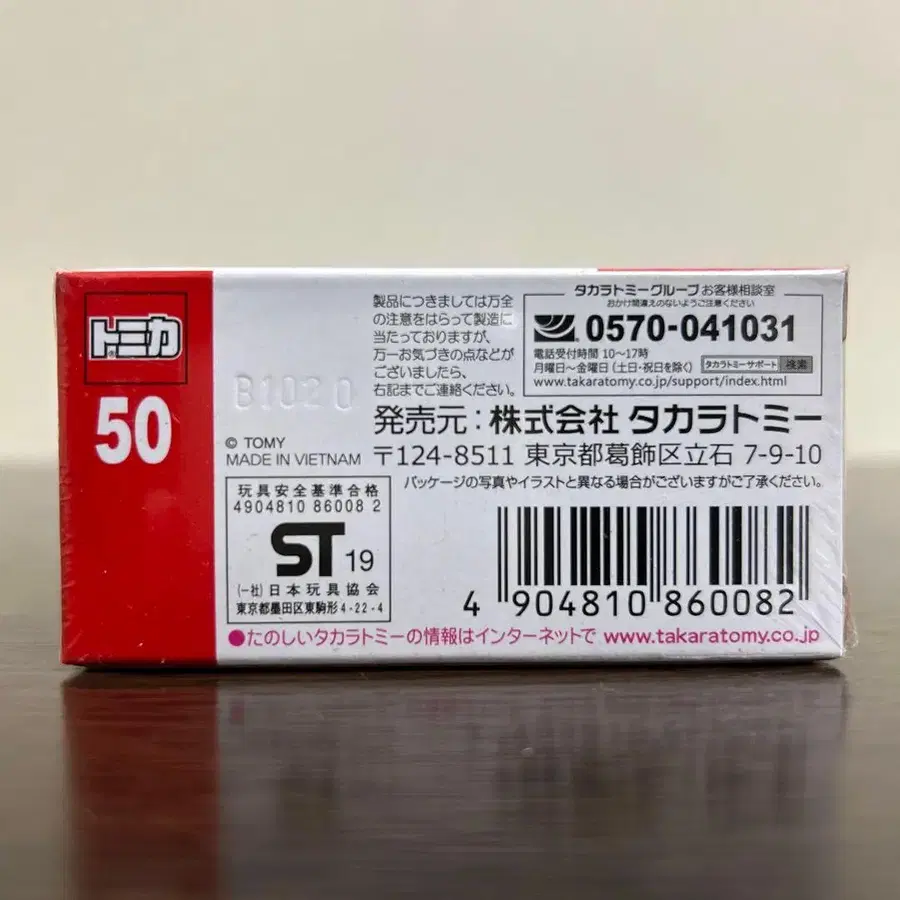 トミカ
50
B1020
© TOMY
MADE IN VIETNAM
玩具安全基準合格
4904810 86008 2
ST 19
(一社)日本玩具協会
東京都墨田区東駒形4-22-4
製品につきましては万全
の注意をはらって製造に
当たっておりますが、
万一お気づきの点などが
ございましたら、
右記までご連絡ください。
タカラトミーグループお客様相談室
おかけ間違えのないようご注意ください
0570-041031
電話受付時間 10〜17時
月曜日〜金曜日(土日・祝日を除く)
タカラトミーサポート 検索
www.takaratomy.co.jp/support/index.html
発売元:株式会社 タカラトミー
〒124-8511 東京都葛飾区立石 7-9-10
パッケージの写真やイラストと異なる場合がございますがご了承ください。
4 904810 860082
●たのしいタカラトミーの情報はインターネットで www.takaratomy.co.jp